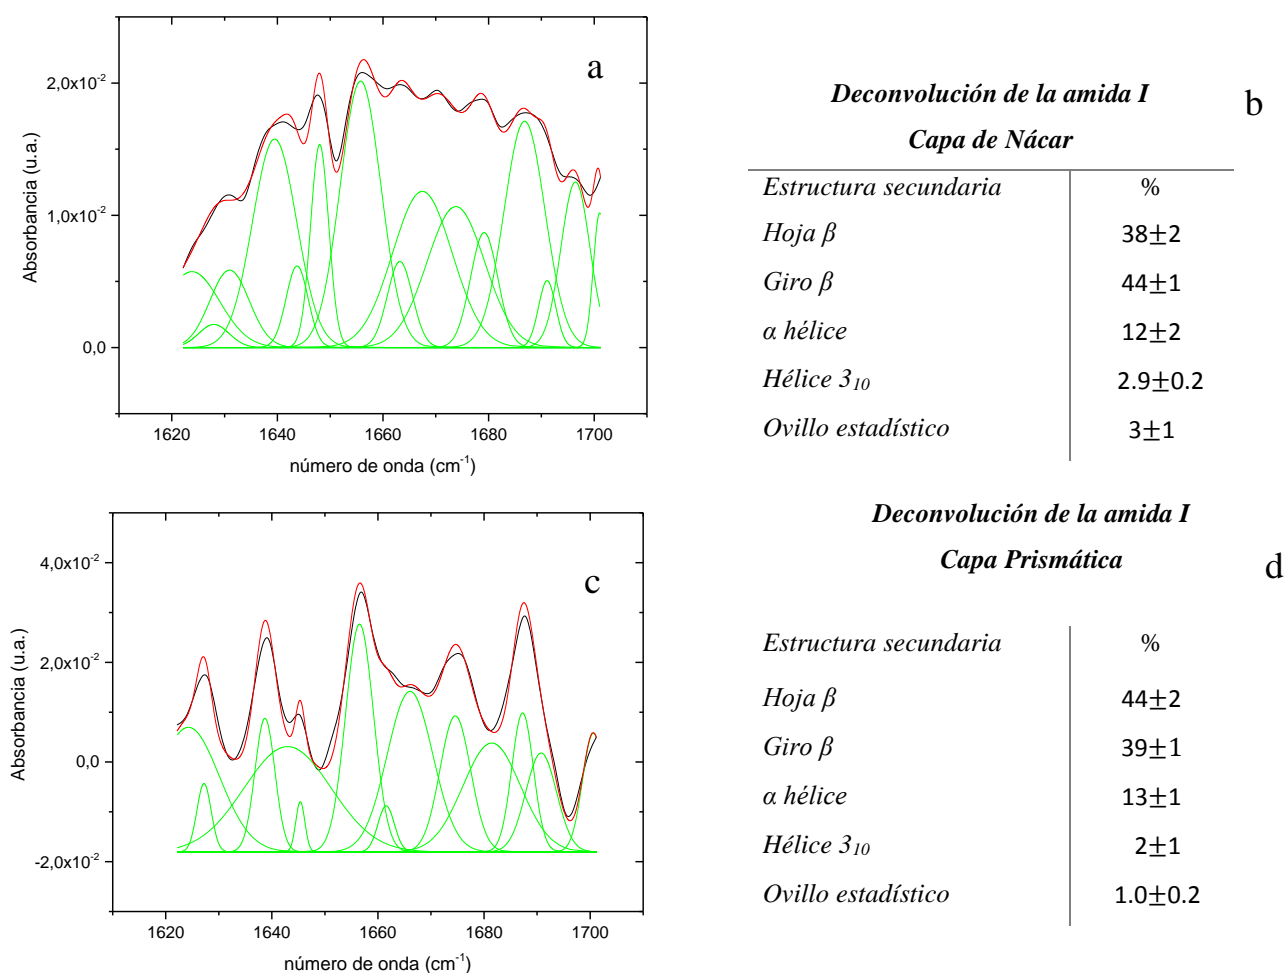 a
2,0x10-2
1,0x10-2
0,0
Absorbancia (u.a.)
1620 1640 1660 1680 1700
número de onda (cm-1)
Deconvolución de la amida I
b
Capa de Nácar
Estructura secundaria %
Hoja β 38±2
Giro β 44±1
α hélice 12±2
Hélice 310 2.9±0.2
Ovillo estadístico 3±1
c
4,0x10-2
2,0x10-2
0,0
-2,0x10-2
Absorbancia (u.a.)
1620 1640 1660 1680 1700
número de onda (cm-1)
Deconvolución de la amida I
Capa Prismática
d
Estructura secundaria %
Hoja β 44±2
Giro β 39±1
α hélice 13±1
Hélice 310 2±1
Ovillo estadístico 1.0±0.2